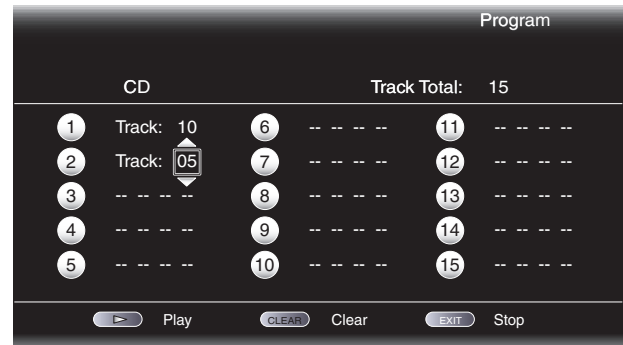 Program
CD Track Total: 15
1 Track: 10 6 -- -- -- -- 11 -- -- -- --
2 Track: 05 7 -- -- -- -- 12 -- -- -- --
3 -- -- -- -- 8 -- -- -- -- 13 -- -- -- --
4 -- -- -- -- 9 -- -- -- -- 14 -- -- -- --
5 -- -- -- -- 10 -- -- -- -- 15 -- -- -- --
Play CLEAR Clear EXIT Stop